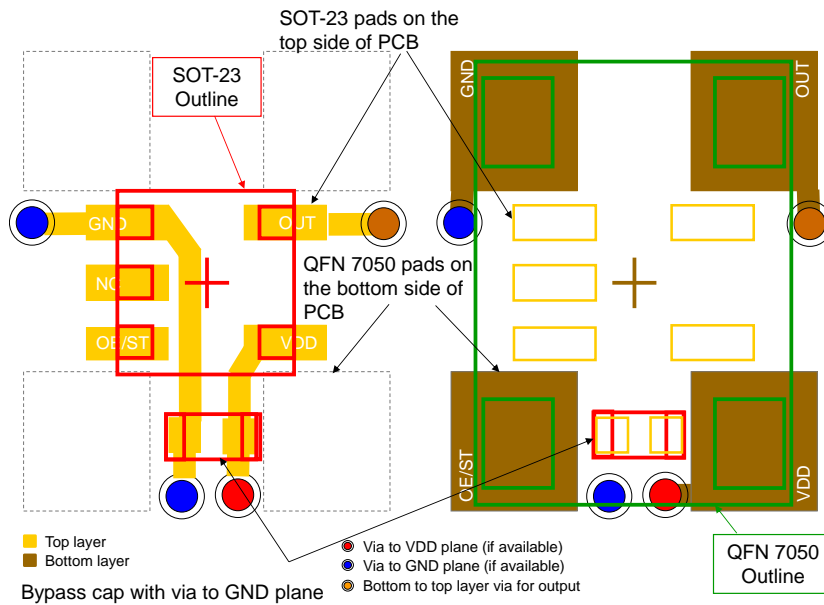 SOT-23 pads on the
top side of PCB
SOT-23
Outline
GND
OUT
GND
OUT
NC
QFN 7050 pads on
the bottom side of
PCB
OE/ST
VDD
OE/ST
VDD
Top layer
Bottom layer
Via to VDD plane (if available)
Via to GND plane (if available)
Bottom to top layer via for output
QFN 7050
Outline
Bypass cap with via to GND plane